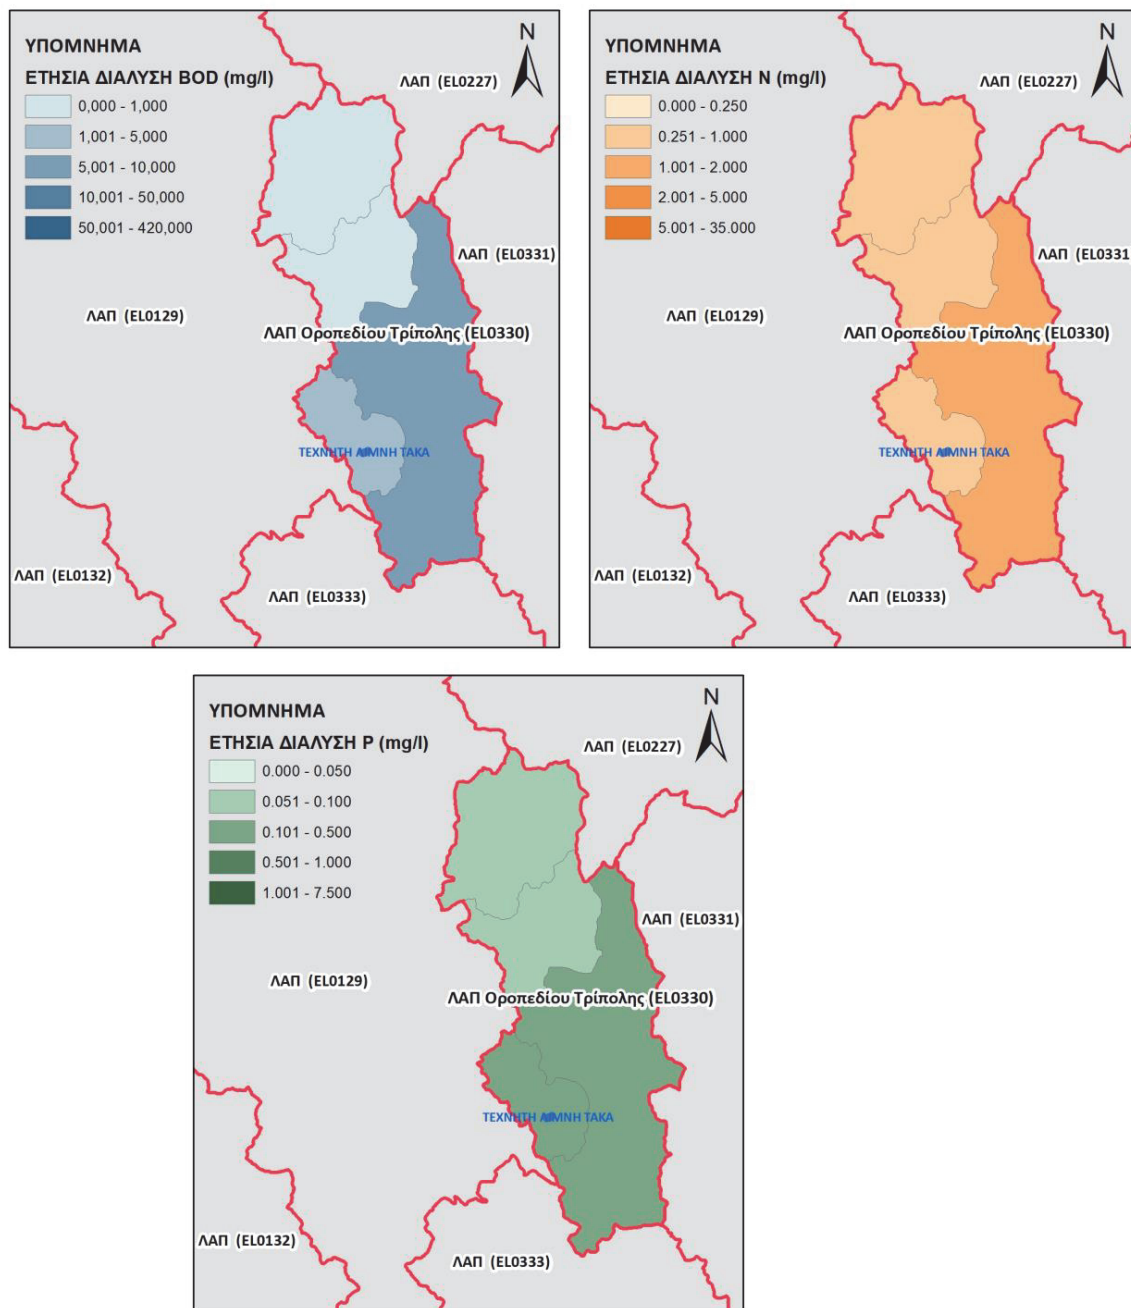 ΥΠΟΜΝΗΜΑ
ΕΤΗΣΙΑ ΔΙΑΛΥΣΗ BOD (mg/l)
0,000 - 1,000
1,001 - 5,000
5,001 - 10,000
10,001 - 50,000
50,001 - 420,000
N
ΛΑΠ (EL0227)
ΛΑΠ (EL0331)
ΛΑΠ (EL0129)
ΛΑΠ Οροπεδίου Τρίπολης (EL0330)
ΤΕΧΝΗΤΗ ΛΙΜΝΗ ΤΑΚΑ
ΛΑΠ (EL0132)
ΛΑΠ (EL0333)
ΥΠΟΜΝΗΜΑ
ΕΤΗΣΙΑ ΔΙΑΛΥΣΗ N (mg/l)
0.000 - 0.250
0.251 - 1.000
1.001 - 2.000
2.001 - 5.000
5.001 - 35.000
N
ΛΑΠ (EL0227)
ΛΑΠ (EL0331)
ΛΑΠ (EL0129)
ΛΑΠ Οροπεδίου Τρίπολης (EL0330)
ΤΕΧΝΗΤΗ ΛΙΜΝΗ ΤΑΚΑ
ΛΑΠ (EL0132)
ΛΑΠ (EL0333)
ΥΠΟΜΝΗΜΑ
ΕΤΗΣΙΑ ΔΙΑΛΥΣΗ P (mg/l)
0.000 - 0.050
0.051 - 0.100
0.101 - 0.500
0.501 - 1.000
1.001 - 7.500
N
ΛΑΠ (EL0227)
ΛΑΠ (EL0331)
ΛΑΠ (EL0129)
ΛΑΠ Οροπεδίου Τρίπολης (EL0330)
ΤΕΧΝΗΤΗ ΛΙΜΝΗ ΤΑΚΑ
ΛΑΠ (EL0132)
ΛΑΠ (EL0333)